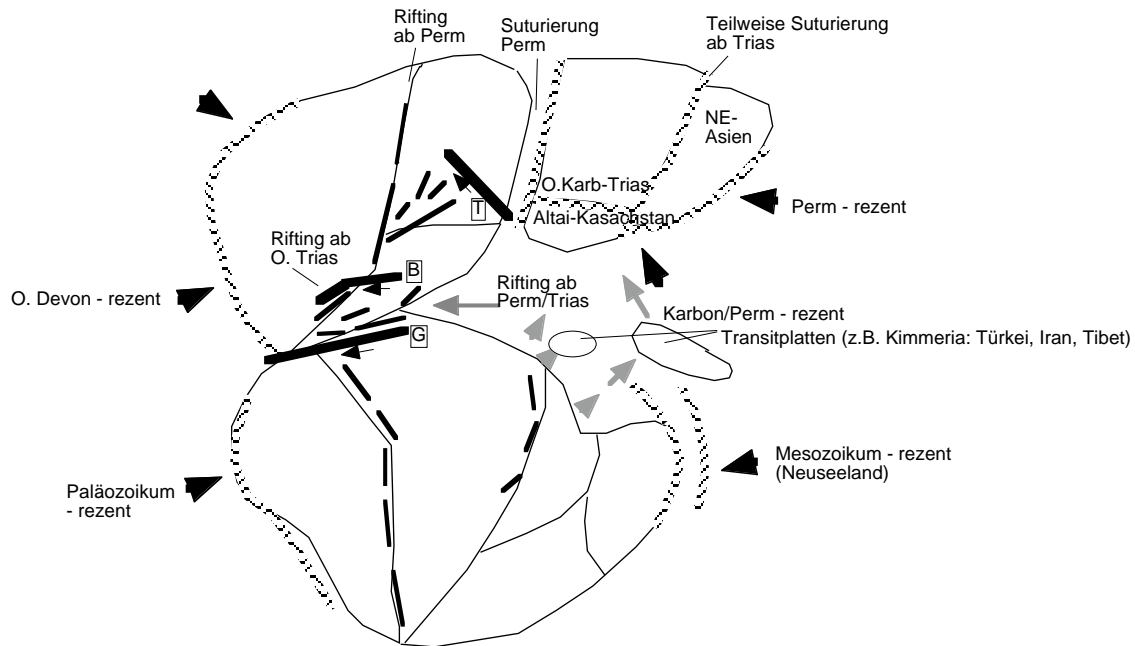 Rifting
ab Perm
Suturierung
Perm
Teilweise Suturierung
ab Trias
NE-
Asien
O.Karb-Trias
Altai-Kasachstan
Perm - rezent
T
Rifting ab
O. Trias
B
O. Devon - rezent
Rifting ab
Perm/Trias
Karbon/Perm - rezent
G
Transitplatten (z.B. Kimmeria: Türkei, Iran, Tibet)
Mesozoikum - rezent
(Neuseeland)
Paläozoikum
- rezent